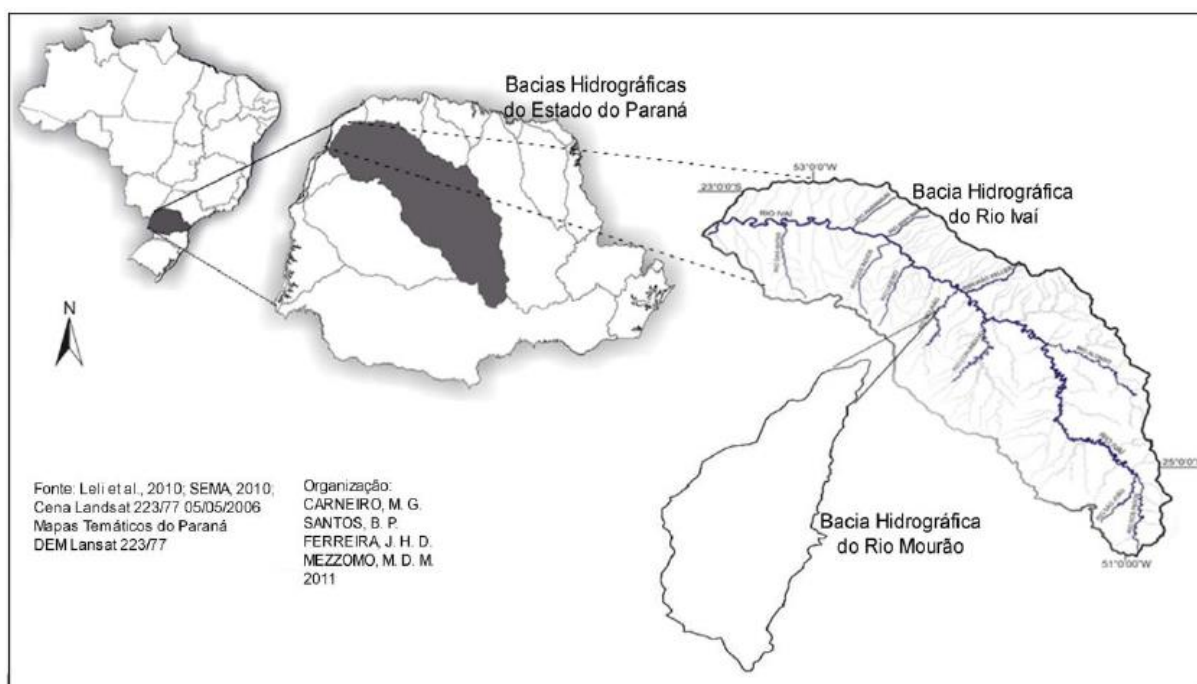 Bacias Hidrográficas
do Estado do Paraná
53°0'0"W
23°0'0"S
Bacia Hidrográfica
do Rio Ivaí
RIO IVAÍ
25°0'0"S
51°0'0"W
RIO IVAÍ
N
Bacia Hidrográfica
do Rio Mourão
Fonte: Leli et al., 2010; SEMA, 2010;
Cena Landsat 223/77 05/05/2006
Mapas Temáticos do Paraná
DEM Lansat 223/77
Organização:
CARNEIRO, M. G.
SANTOS, B. P.
FERREIRA, J. H. D.
MEZZOMO, M. D. M.
2011